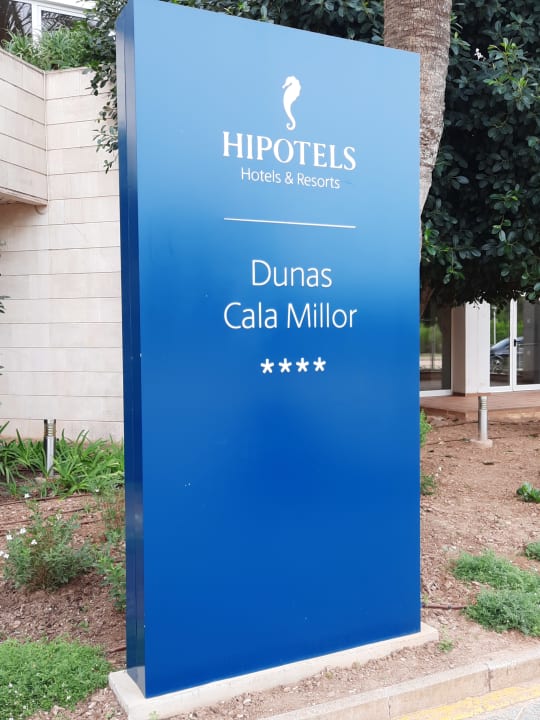 HIPOTELS
Hotels & Resorts
Dunas
Cala Millor
****